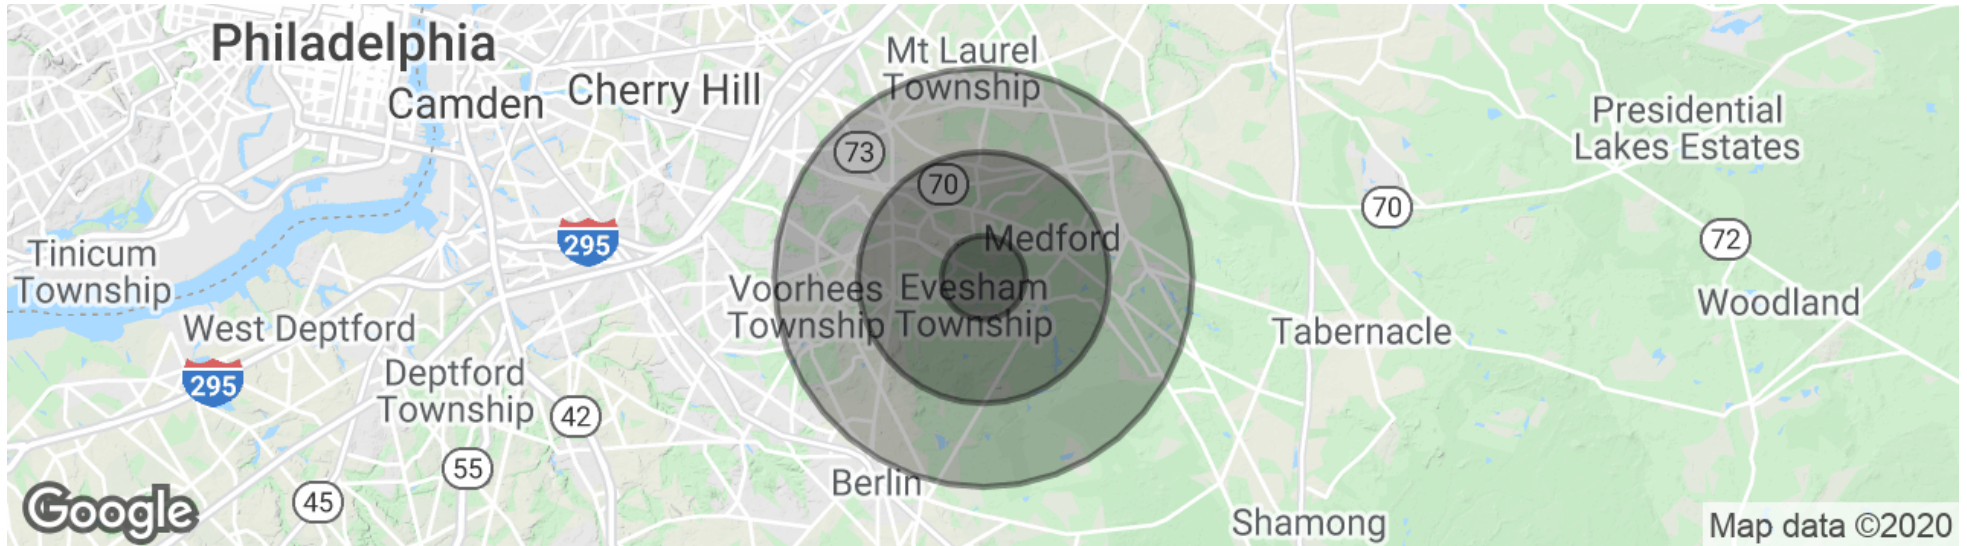 Philadelphia
Camden
Cherry Hill
Mt Laurel
Township
73
70
Presidential
Lakes Estates
70
72
295
Medford
Tinicum
Township
Voorhees
Township
Evesham
Township
Woodland
West Deptford
Tabernacle
295
Deptford
Township
42
55
45
Berlin
Shamong
Google
Map data ©2020